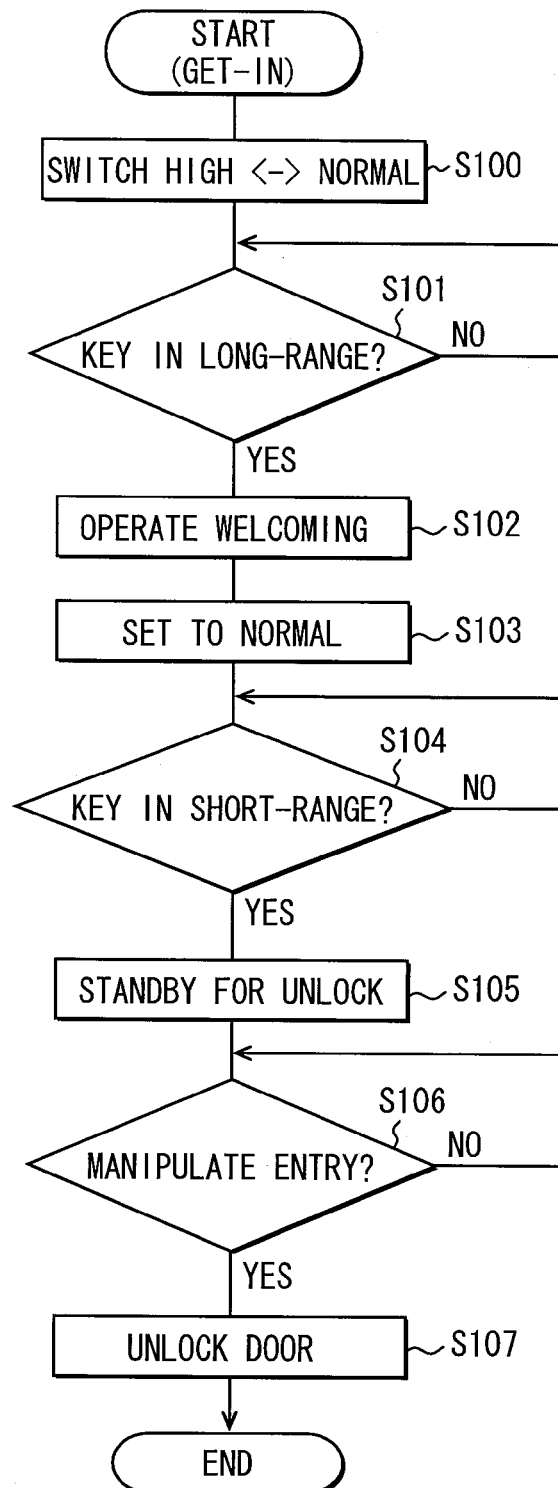 START
(GET-IN)
SWITCH HIGH <-> NORMAL
S100
S101
KEY IN LONG-RANGE?
NO
YES
OPERATE WELCOMING
S102
SET TO NORMAL
S103
S104
KEY IN SHORT-RANGE?
NO
YES
STANDBY FOR UNLOCK
S105
S106
MANIPULATE ENTRY?
NO
YES
UNLOCK DOOR
S107
END